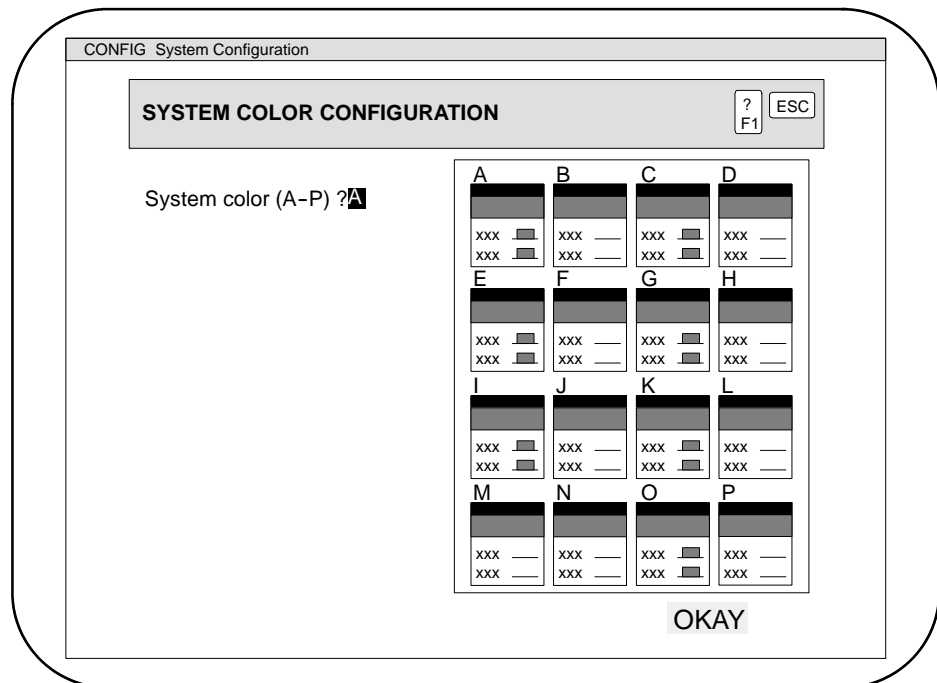 CONFIG System Configuration
SYSTEM COLOR CONFIGURATION
?
F1
ESC
System color (A-P) ?A
A B C D
xxx xxx xxx xxx
xxx xxx xxx xxx
E F G H
xxx xxx xxx xxx
xxx xxx xxx xxx
I J K L
xxx xxx xxx xxx
xxx xxx xxx xxx
M N O P
xxx xxx xxx xxx
xxx xxx xxx xxx
OKAY